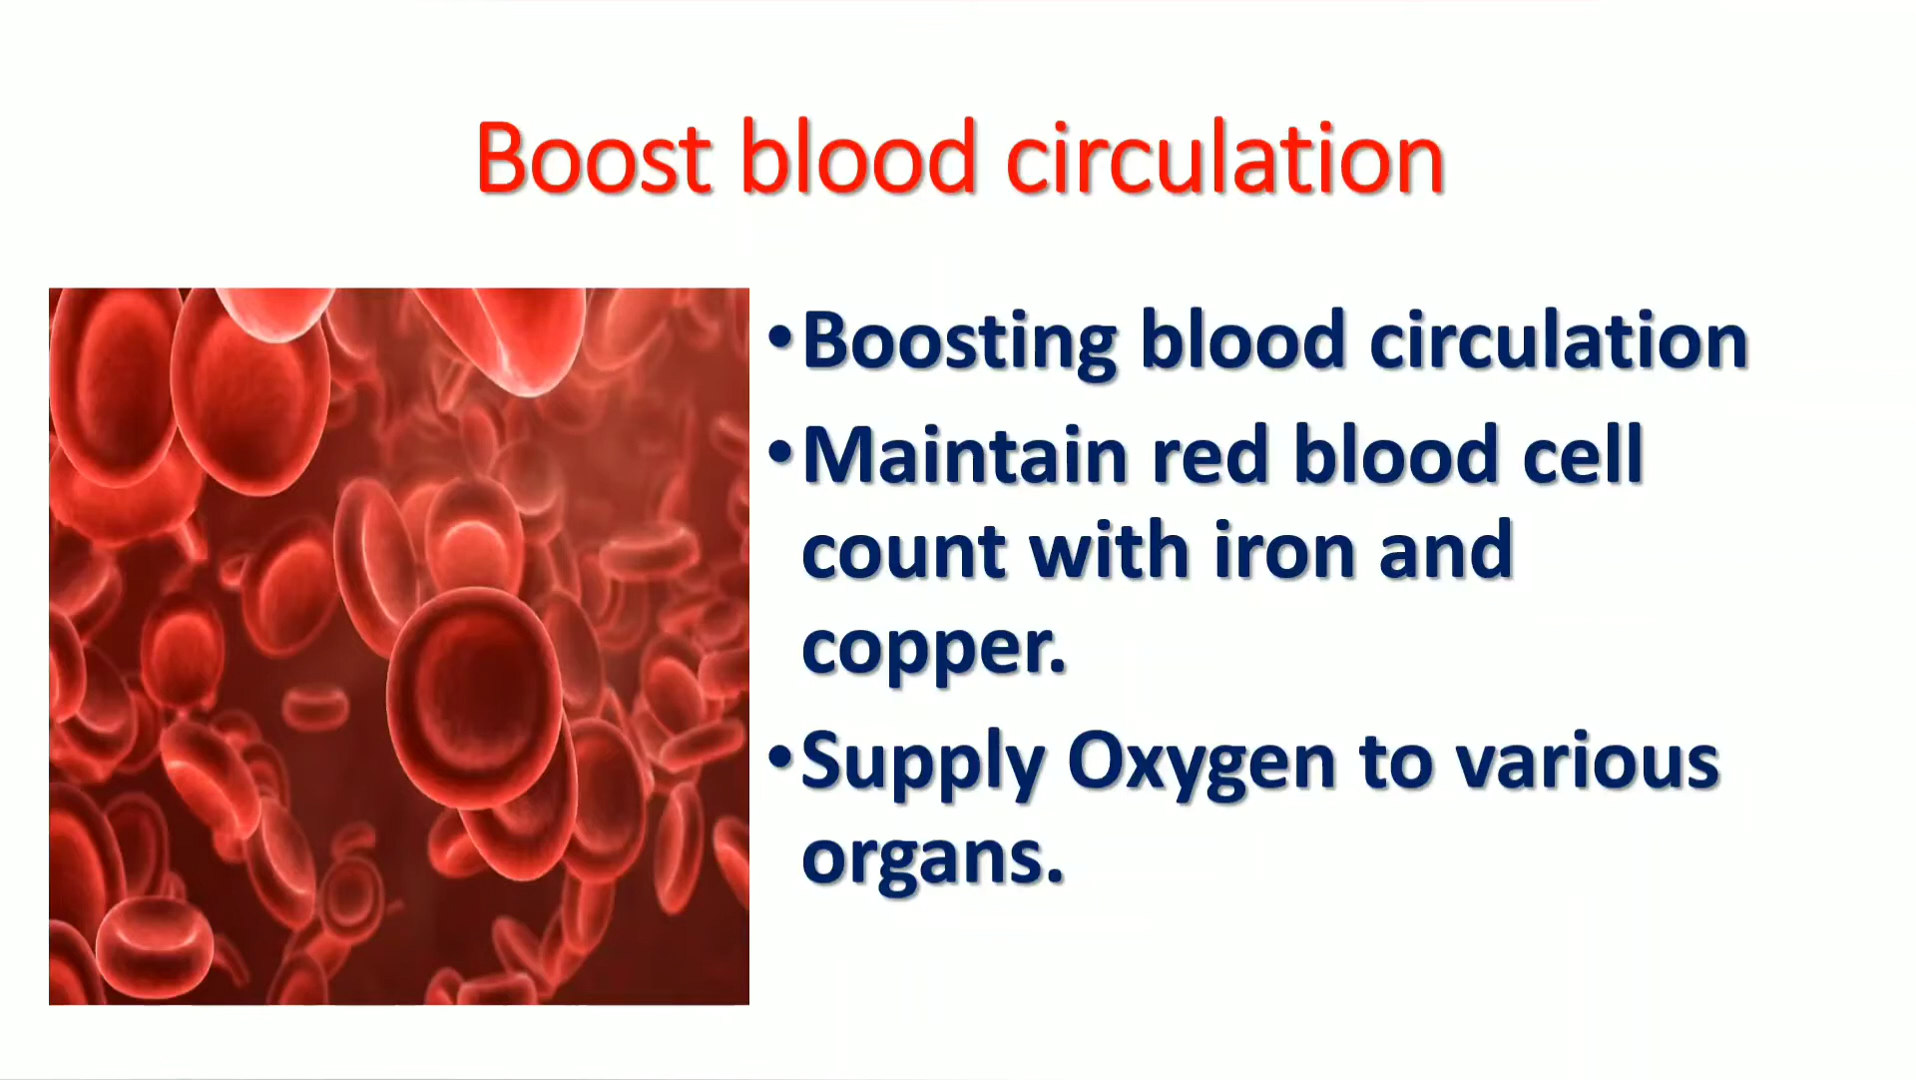 Boost blood circulation
•Boosting blood circulation
•Maintain red blood cell
count with iron and
copper.
•Supply Oxygen to various
organs.